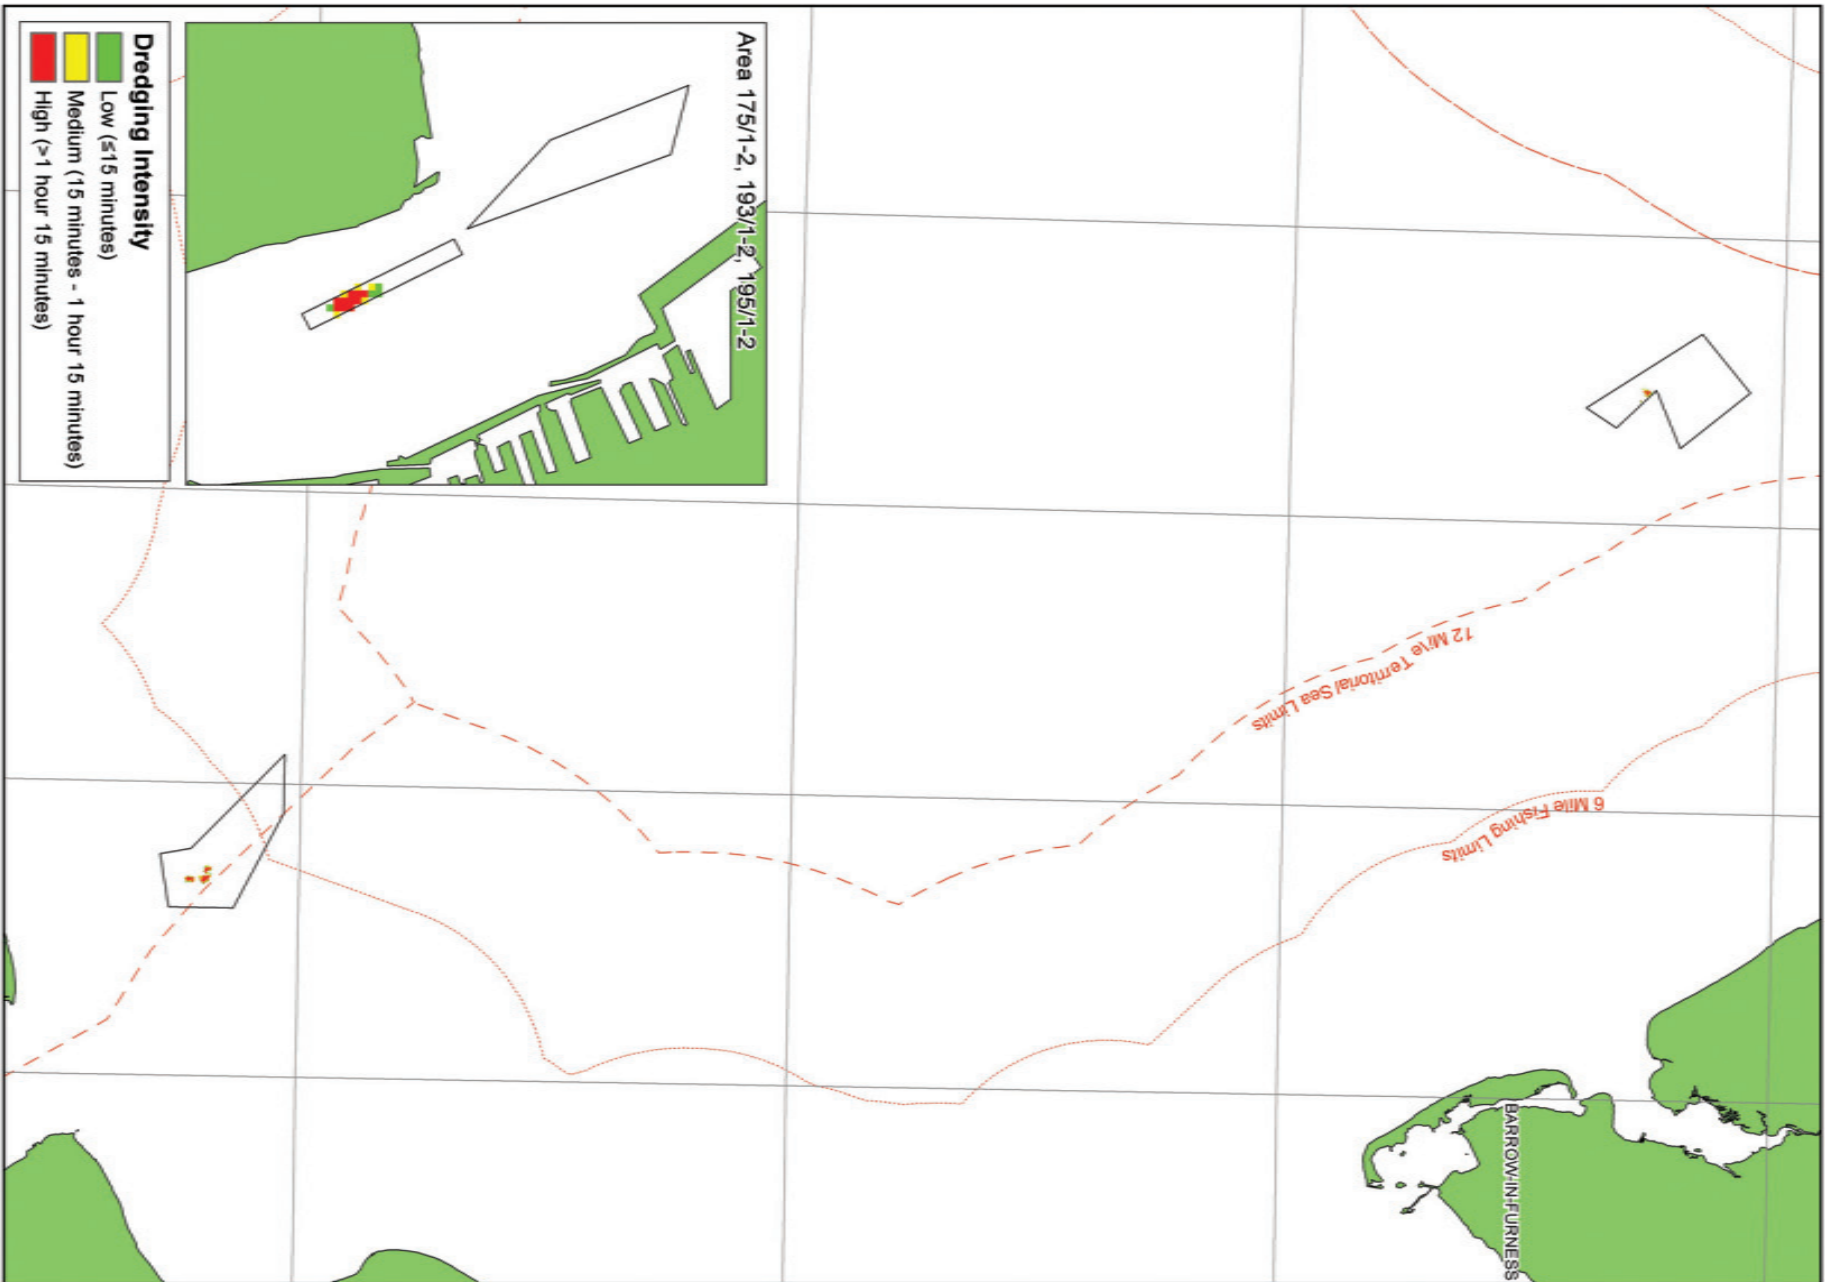 Area 175/1-2, 193/1-2, 195/1-2
Dredging Intensity
Low (≤15 minutes)
Medium (15 minutes - 1 hour 15 minutes)
High (>1 hour 15 minutes)
12 Mile Territorial Sea Limits
6 Mile Fishing Limits
BARROW-IN-FURNESS